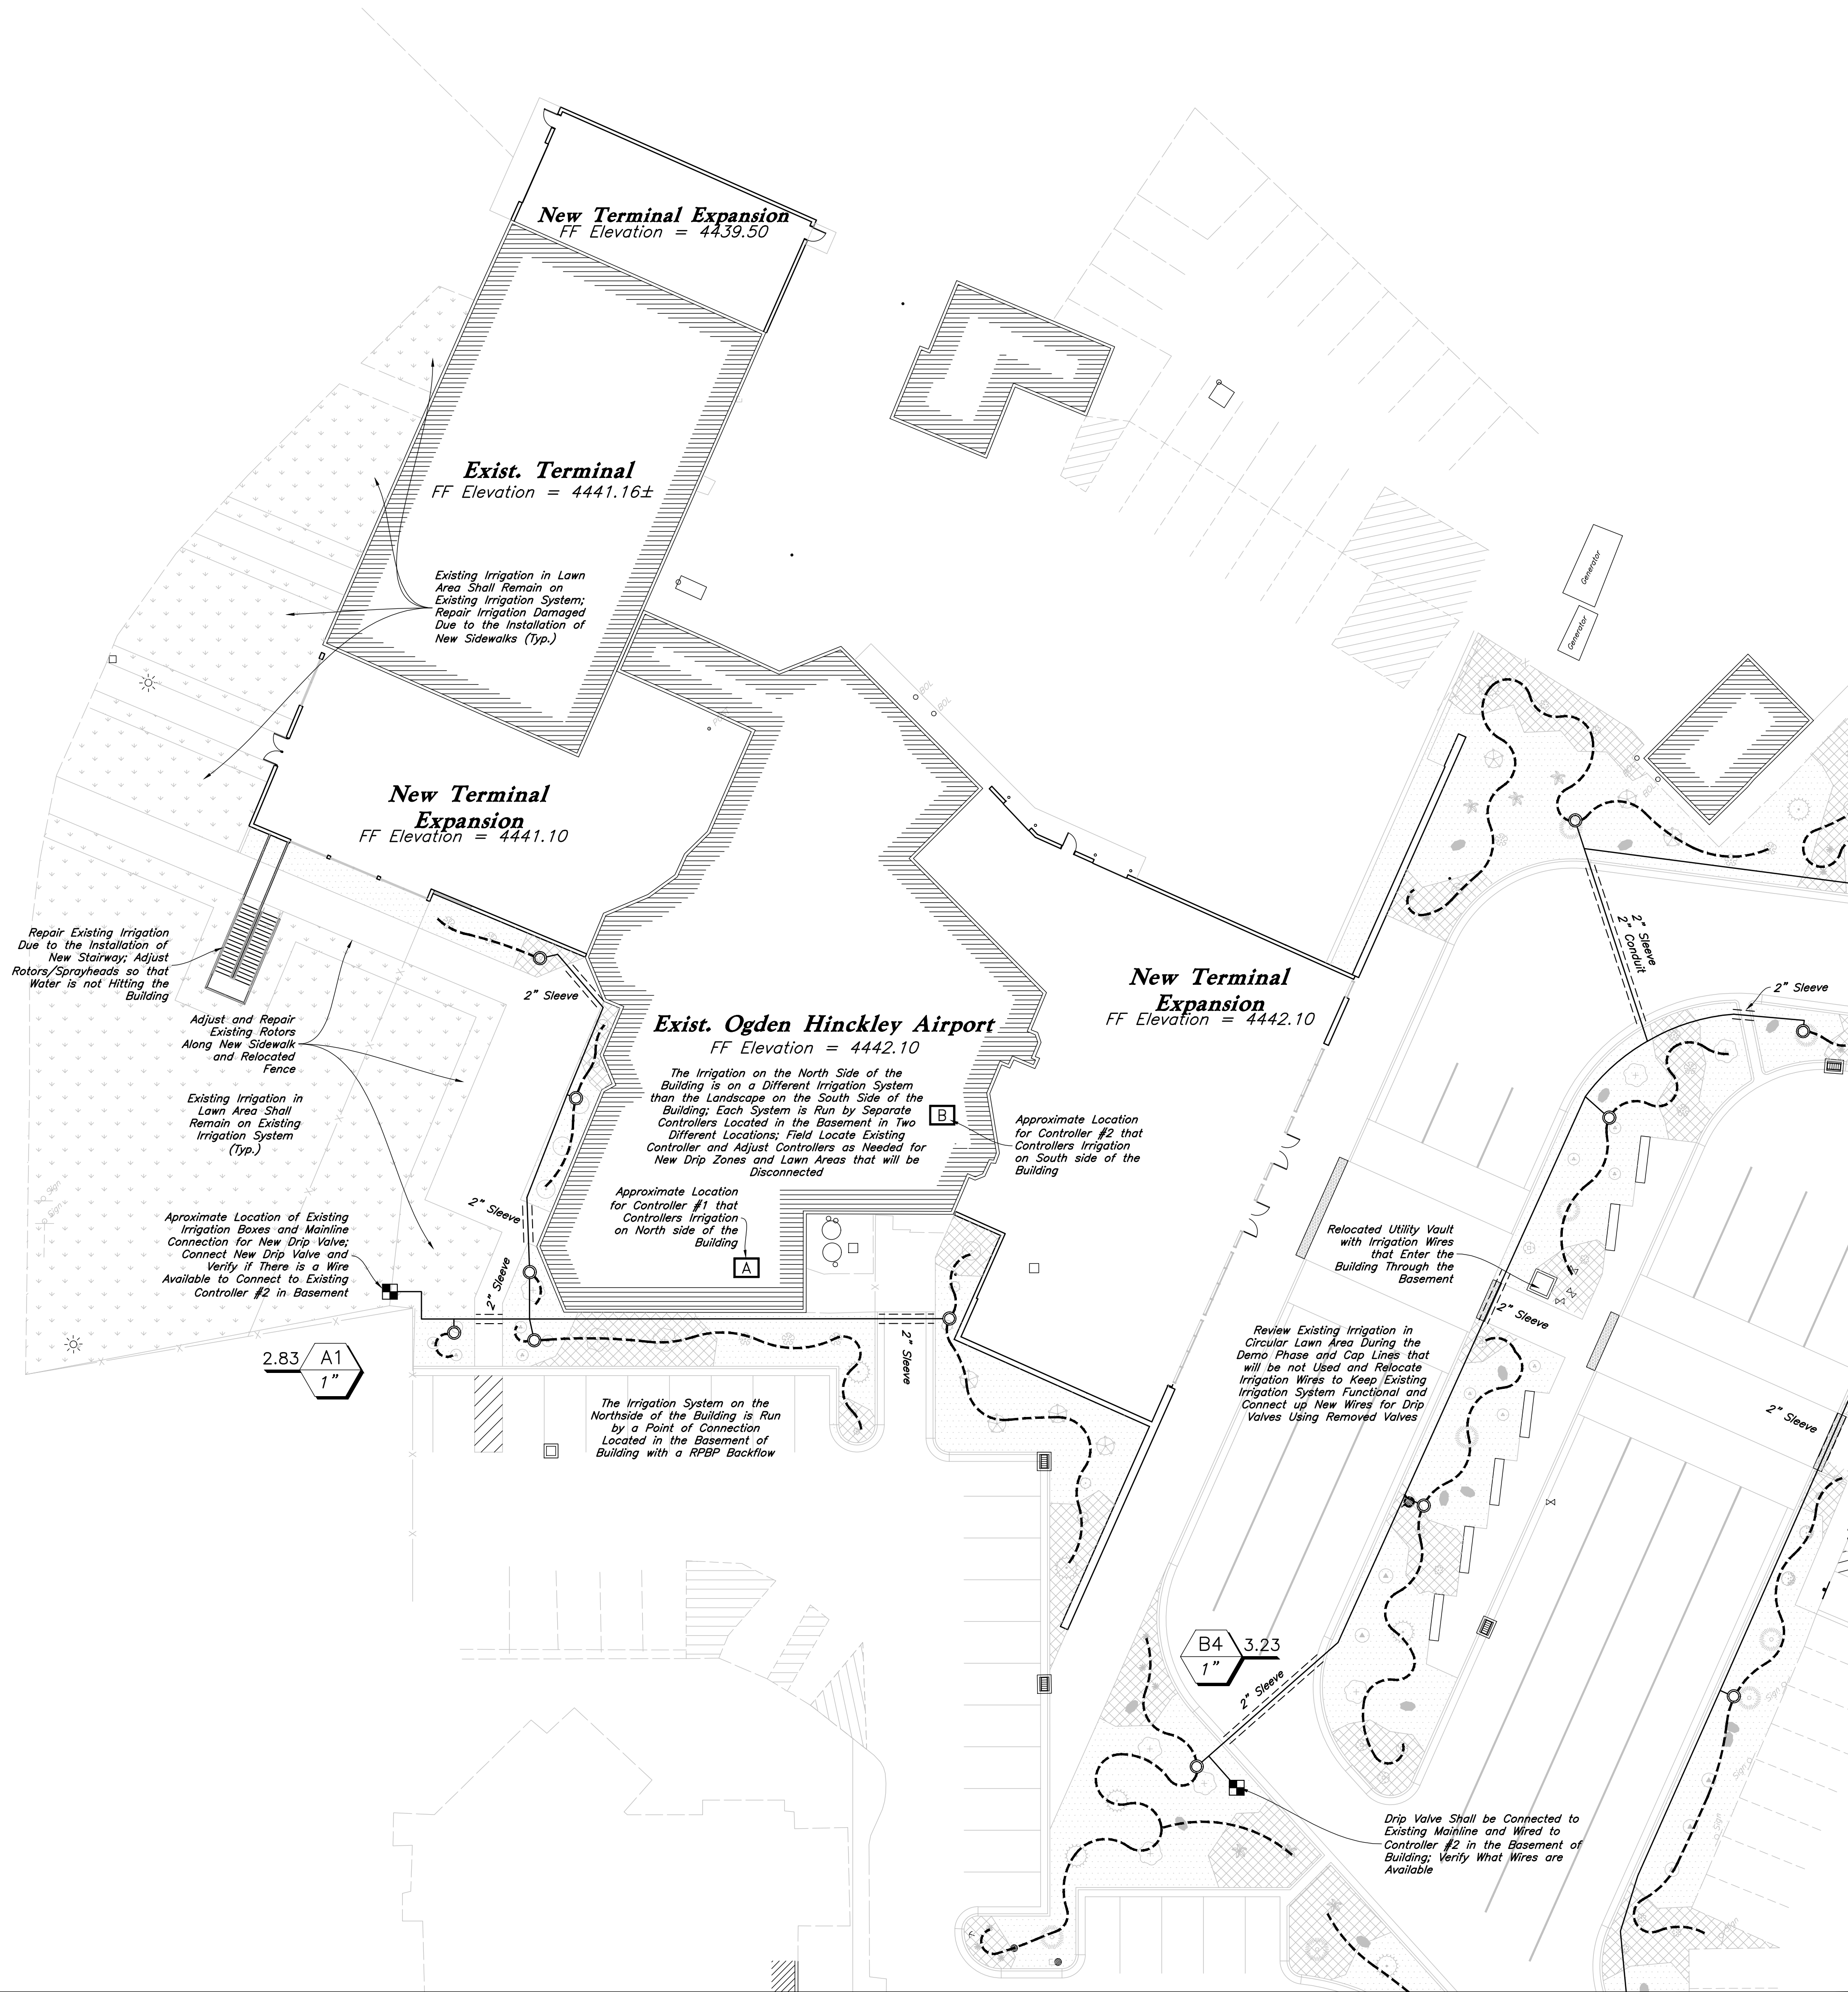 New Terminal Expansion
FF Elevation = 4439.50
Exist. Terminal
FF Elevation = 4441.16±
Generator
Generator
Existing Irrigation in Lawn
Area Shall Remain on
Existing Irrigation System;
Repair Irrigation Damaged
Due to the Installation of
New Sidewalks (Typ.)
BOL
BOL
New Terminal
Expansion
FF Elevation = 4441.10
BOL
Repair Existing Irrigation
Due to the Installation of
New Stairway; Adjust
Rotors/Sprayheads so that
Water is not Hitting the
Building
2" Sleeve
2" Conduit
2" Sleeve
2" Sleeve
New Terminal
Expansion
FF Elevation = 4442.10
Exist. Ogden Hinckley Airport
FF Elevation = 4442.10
Adjust and Repair
Existing Rotors
Along New Sidewalk
and Relocated
Fence
The Irrigation on the North Side of the
Building is on a Different Irrigation System
than the Landscape on the South Side of the
Building; Each System is Run by Separate
Controllers Located in the Basement in Two
Different Locations; Field Locate Existing
Controller and Adjust Controllers as Needed for
New Drip Zones and Lawn Areas that will be
Disconnected
B
Approximate Location
for Controller #2 that
Controllers Irrigation
on South side of the
Building
Existing Irrigation in
Lawn Area Shall
Remain on Existing
Irrigation System
(Typ.)
Sign
Sign
2" Sleeve
Approximate Location
for Controller #1 that
Controllers Irrigation
on North side of the
Building
A
Aproximate Location of Existing
Irrigation Boxes and Mainline
Connection for New Drip Valve;
Connect New Drip Valve and
Verify if There is a Wire
Available to Connect to Existing
Controller #2 in Basement
2" Sleeve
Relocated Utility Vault
with Irrigation Wires
that Enter the
Building Through the
Basement
2" Sleeve
2" Sleeve
2.83
A1
1"
Review Existing Irrigation in
Circular Lawn Area During the
Demo Phase and Cap Lines that
will be not Used and Relocate
Irrigation Wires to Keep Existing
Irrigation System Functional and
Connect up New Wires for Drip
Valves Using Removed Valves
The Irrigation System on the
Northside of the Building is Run
by a Point of Connection
Located in the Basement of
Building with a RPBP Backflow
2" Sleeve
B4
3.23
1"
2" Sleeve
Sign
Sign
Drip Valve Shall be Connected to
Existing Mainline and Wired to
Controller #2 in the Basement of
Building; Verify What Wires are
Available